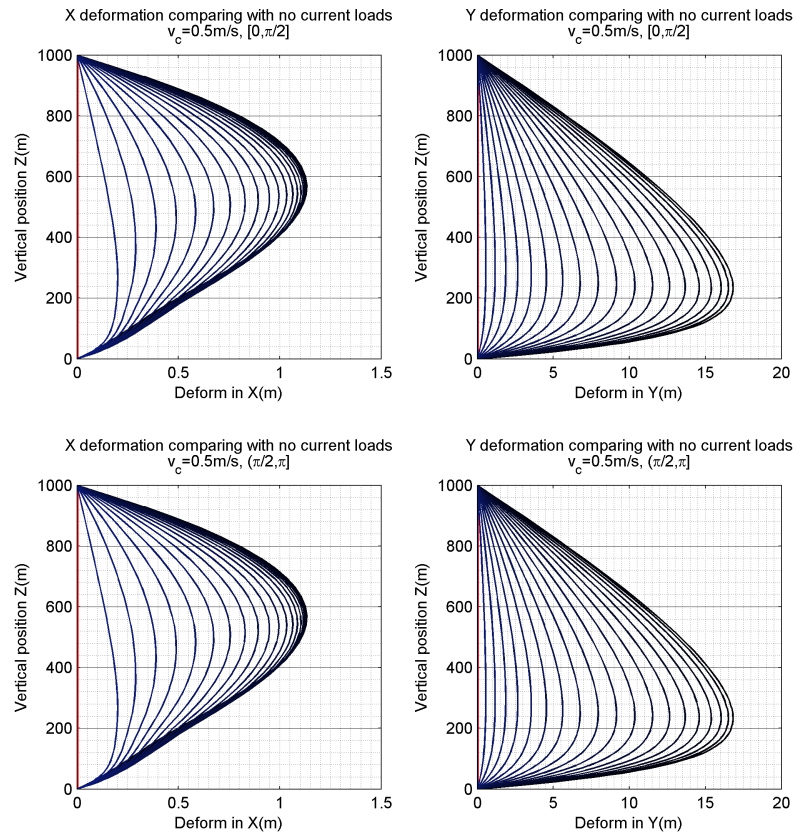 X deformation comparing with no current loads
v_c=0.5m/s, [0,π/2]
1000
800
600
400
200
0
Vertical position Z(m)
0
0.5
1
1.5
Deform in X(m)
Y deformation comparing with no current loads
v_c=0.5m/s, [0,π/2]
1000
800
600
400
200
0
Vertical position Z(m)
0
5
10
15
20
Deform in Y(m)
X deformation comparing with no current loads
v_c=0.5m/s, (π/2,π]
1000
800
600
400
200
0
Vertical position Z(m)
0
0.5
1
1.5
Deform in X(m)
Y deformation comparing with no current loads
v_c=0.5m/s, (π/2,π]
1000
800
600
400
200
0
Vertical position Z(m)
0
5
10
15
20
Deform in Y(m)